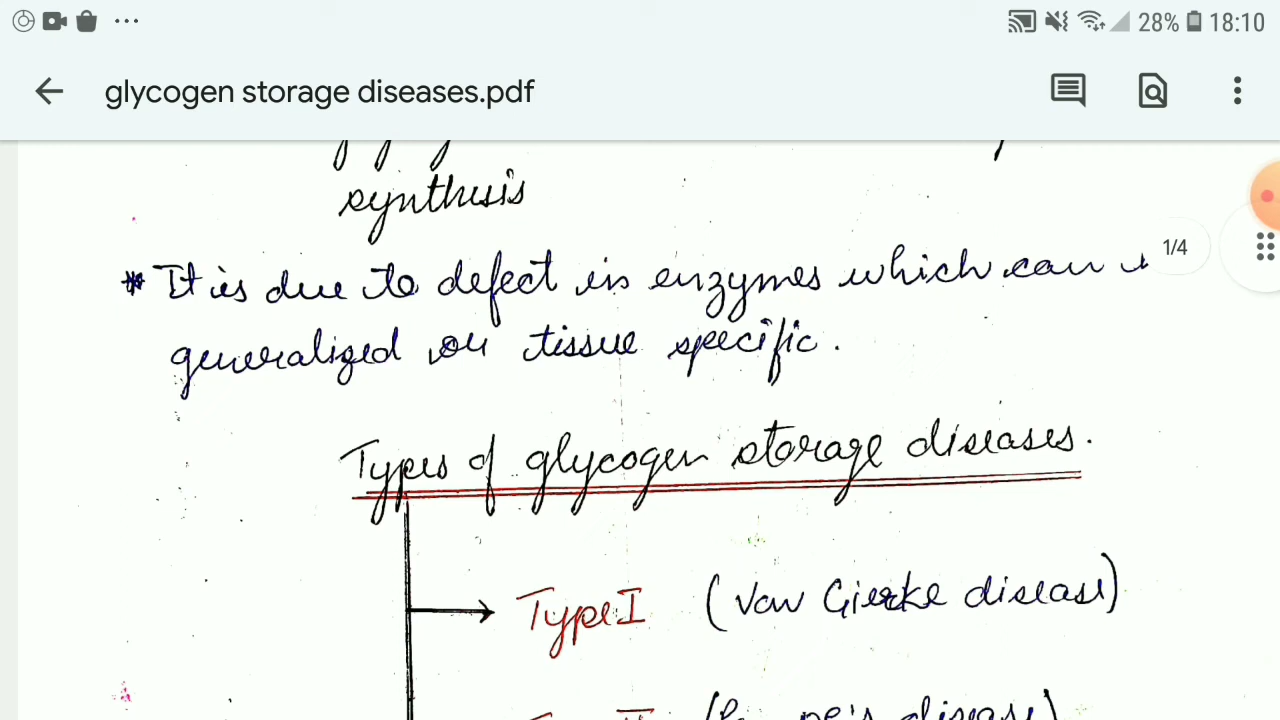 28% 18:10
glycogen storage diseases.pdf
synthesis
1/4
* It is due to defect in enzymes which can
generalized or tissue specific.
Types of glycogen storage diseases.
Type I (Von Gierke disease)
disease)